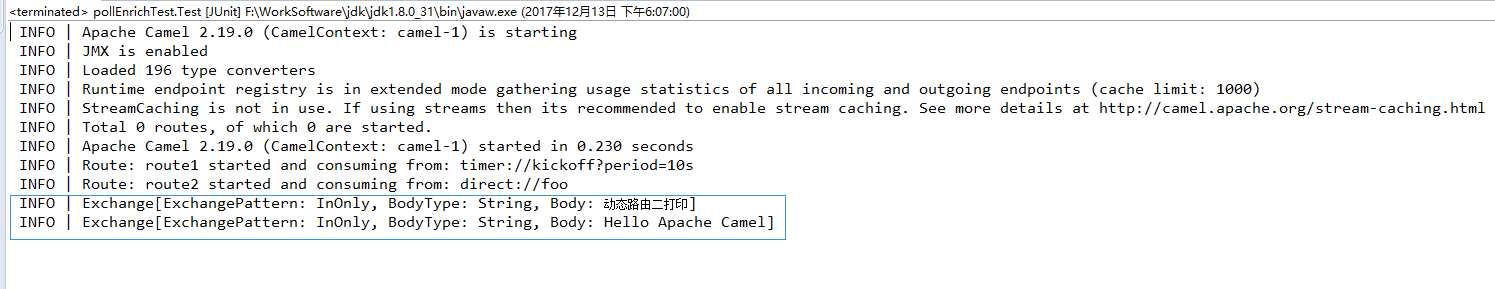 <terminated> pollEnrichTest.Test [JUnit] F:\WorkSoftware\jdk\jdk1.8.0_31\bin\javaw.exe (2017年12月13日 下午6:07:00)
INFO | Apache Camel 2.19.0 (CamelContext: camel-1) is starting
INFO | JMX is enabled
INFO | Loaded 196 type converters
INFO | Runtime endpoint registry is in extended mode gathering usage statistics of all incoming and outgoing endpoints (cache limit: 1000)
INFO | StreamCaching is not in use. If using streams then its recommended to enable stream caching. See more details at http://camel.apache.org/stream-caching.html
INFO | Total 0 routes, of which 0 are started.
INFO | Apache Camel 2.19.0 (CamelContext: camel-1) started in 0.230 seconds
INFO | Route: route1 started and consuming from: timer://kickoff?period=10s
INFO | Route: route2 started and consuming from: direct://foo
INFO | Exchange[ExchangePattern: InOnly, BodyType: String, Body: 动态路由二打印]
INFO | Exchange[ExchangePattern: InOnly, BodyType: String, Body: Hello Apache Camel]